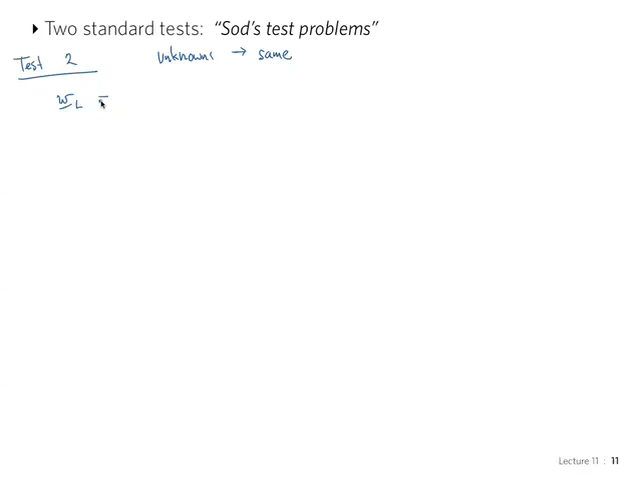 ▸ Two standard tests: "Sod's test problems"
Test 2 unknowns → same
w_L =
Lecture 11 : 11